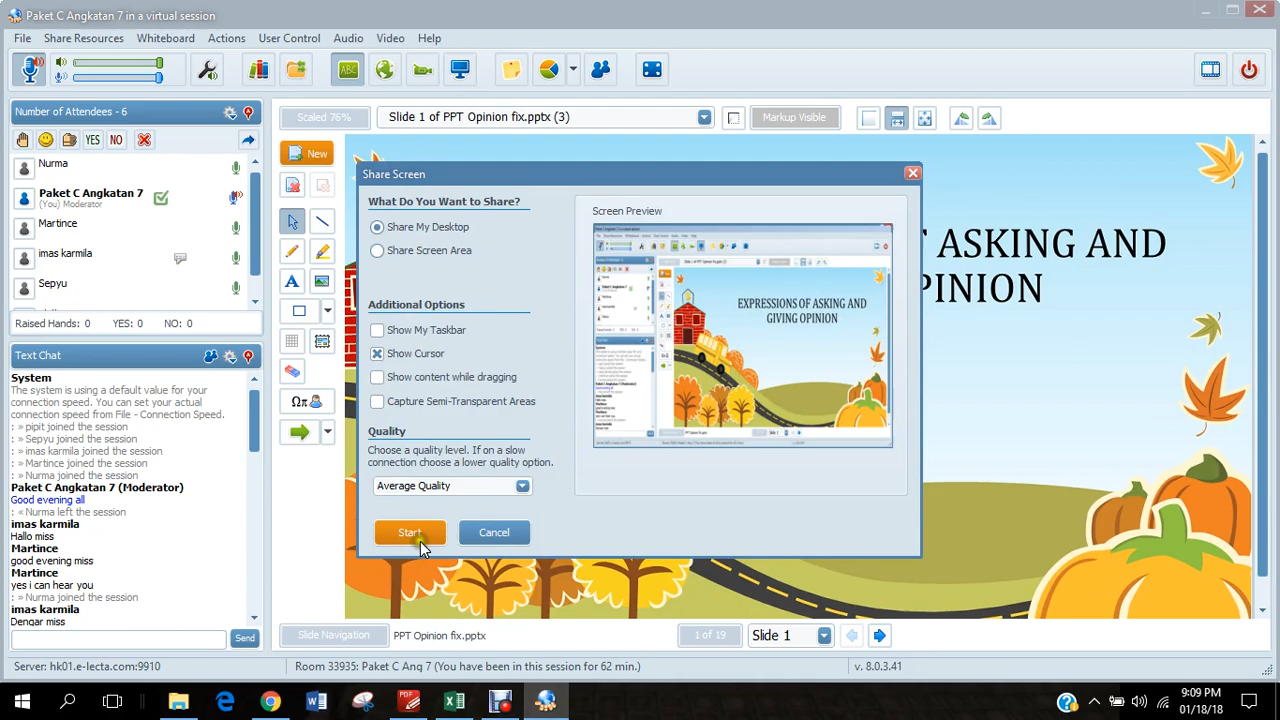 Paket C Angkatan 7 in a virtual session
File Share Resources Whiteboard Actions User Control Audio Video Help
Number of Attendees - 6
YES NO
Nurma
Paket C Angkatan 7
(You) Moderator
Martince
imas karmila
Sepyu
Raised Hands: 0 YES: 0 NO: 0
Text Chat
System
The system is using a default value for your
connection speed. You can set your actual
connection speed from File - Connection Speed.
: » pipit joined the session
: » Sepyu joined the session
: » imas karmila joined the session
: » Martince joined the session
: » Nurma joined the session
Paket C Angkatan 7 (Moderator)
Good evening all
: « Nurma left the session
imas karmila
Hallo miss
Martince
good evening miss
Martince
yes i can hear you
: » Nurma joined the session
imas karmila
Dengar miss
Send
Scaled 76%
Slide 1 of PPT Opinion fix.pptx (3)
Markup Visible
New
ABC
A
Ωπ
T ASKING AND
PINION
Share Screen
What Do You Want to Share?
Share My Desktop
Share Screen Area
Additional Options
Show My Taskbar
Show Cursor
Show content while dragging
Capture Semi-Transparent Areas
Quality
Choose a quality level. If on a slow
connection choose a lower quality option.
Average Quality
Start
Cancel
Screen Preview
EXPRESSIONS OF ASKING AND
GIVING OPINION
Slide Navigation
PPT Opinion fix.pptx
1 of 19
Slide 1
Server: hk01.e-lecta.com:9910
Room 33935: Paket C Ang 7 (You have been in this session for 62 min.)
v. 8.0.3.41
PDF
9:09 PM
01/18/18